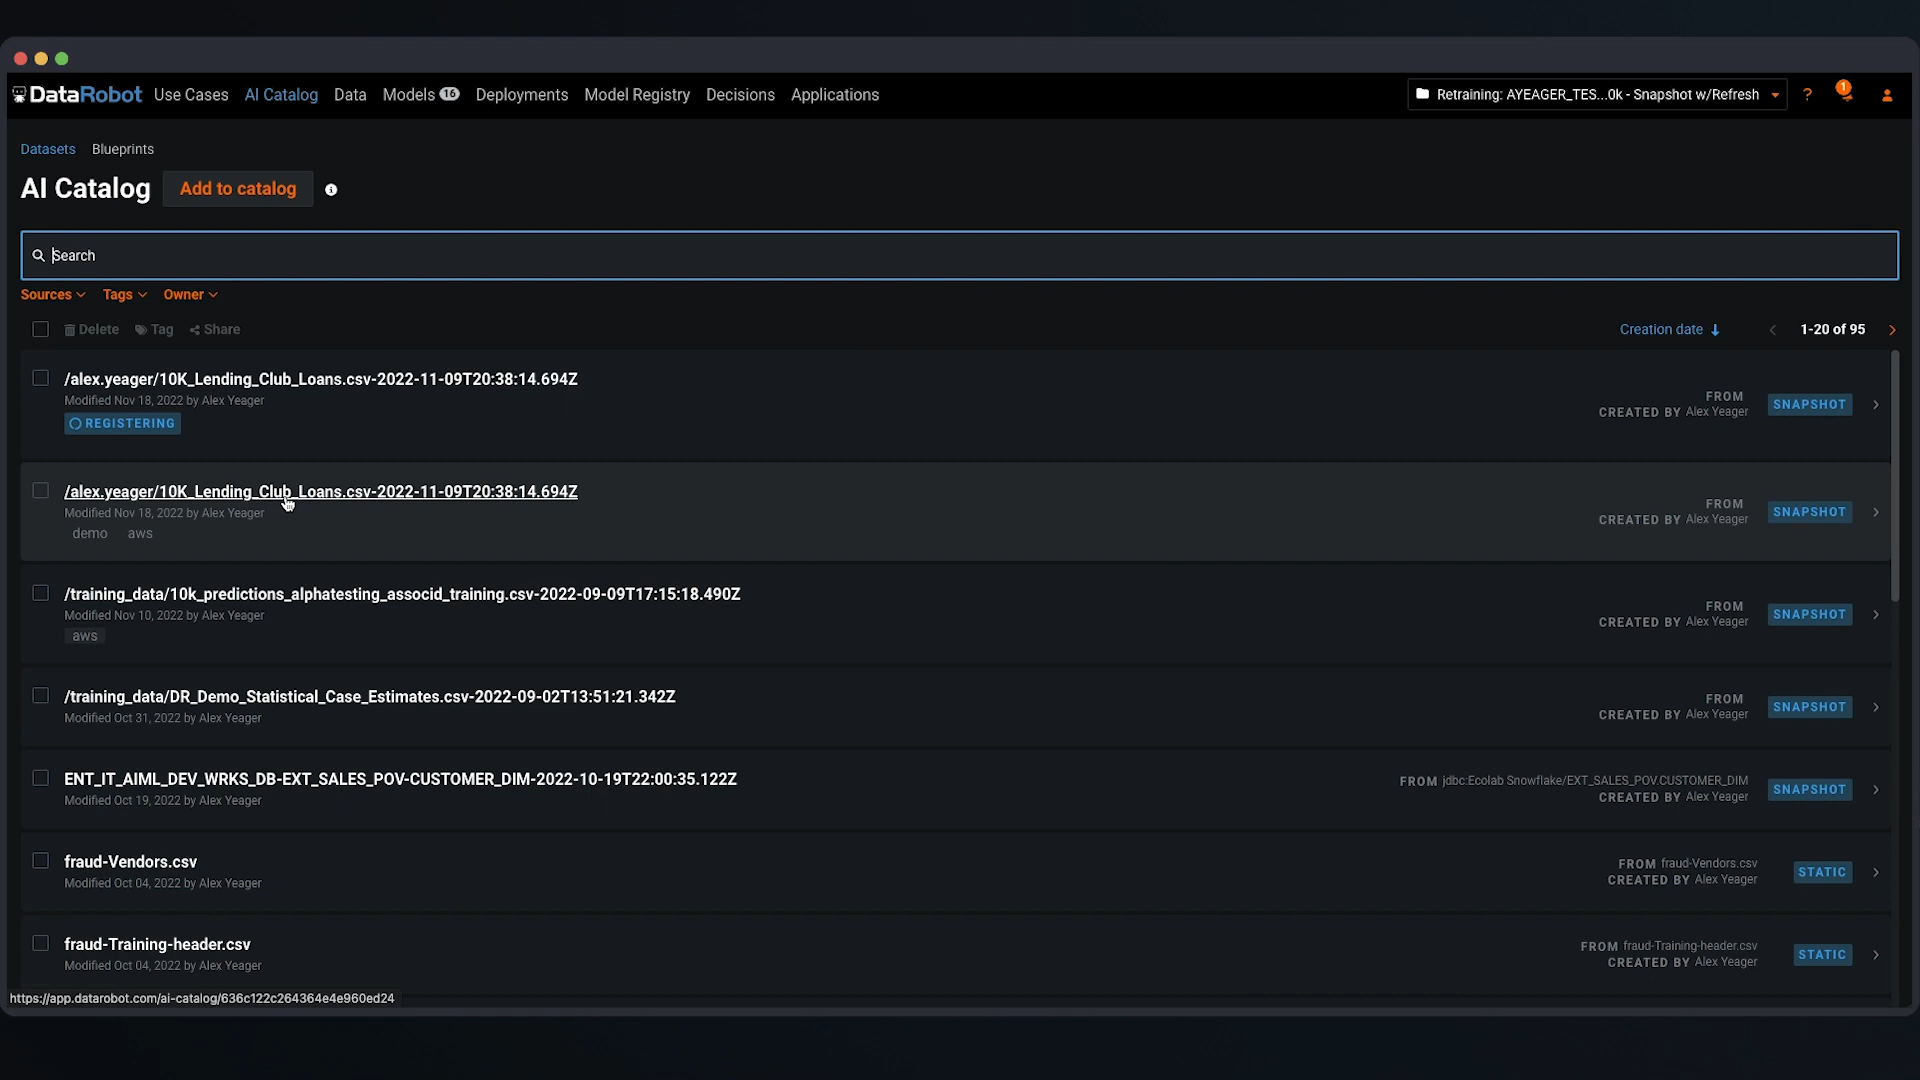 DataRobot Use Cases AI Catalog Data Models 16 Deployments Model Registry Decisions Applications Retraining: AYEAGER_TES...0k - Snapshot w/Refresh ? 1
Datasets Blueprints
AI Catalog Add to catalog
Search
Sources Tags Owner
Delete Tag Share Creation date 1-20 of 95
/alex.yeager/10K_Lending_Club_Loans.csv-2022-11-09T20:38:14.694Z
Modified Nov 18, 2022 by Alex Yeager
REGISTERING
FROM
CREATED BY Alex Yeager
SNAPSHOT
/alex.yeager/10K_Lending_Club_Loans.csv-2022-11-09T20:38:14.694Z
Modified Nov 18, 2022 by Alex Yeager
demo aws
FROM
CREATED BY Alex Yeager
SNAPSHOT
/training_data/10k_predictions_alphatesting_associd_training.csv-2022-09-09T17:15:18.490Z
Modified Nov 10, 2022 by Alex Yeager
aws
FROM
CREATED BY Alex Yeager
SNAPSHOT
/training_data/DR_Demo_Statistical_Case_Estimates.csv-2022-09-02T13:51:21.342Z
Modified Oct 31, 2022 by Alex Yeager
FROM
CREATED BY Alex Yeager
SNAPSHOT
ENT_IT_AIML_DEV_WRKS_DB-EXT_SALES_POV-CUSTOMER_DIM-2022-10-19T22:00:35.122Z
Modified Oct 19, 2022 by Alex Yeager
FROM jdbc:Ecolab Snowflake/EXT_SALES_POV.CUSTOMER_DIM
CREATED BY Alex Yeager
SNAPSHOT
fraud-Vendors.csv
Modified Oct 04, 2022 by Alex Yeager
FROM fraud-Vendors.csv
CREATED BY Alex Yeager
STATIC
fraud-Training-header.csv
Modified Oct 04, 2022 by Alex Yeager
FROM fraud-Training-header.csv
CREATED BY Alex Yeager
STATIC
https://app.datarobot.com/ai-catalog/636c122c264364e4e960ed24